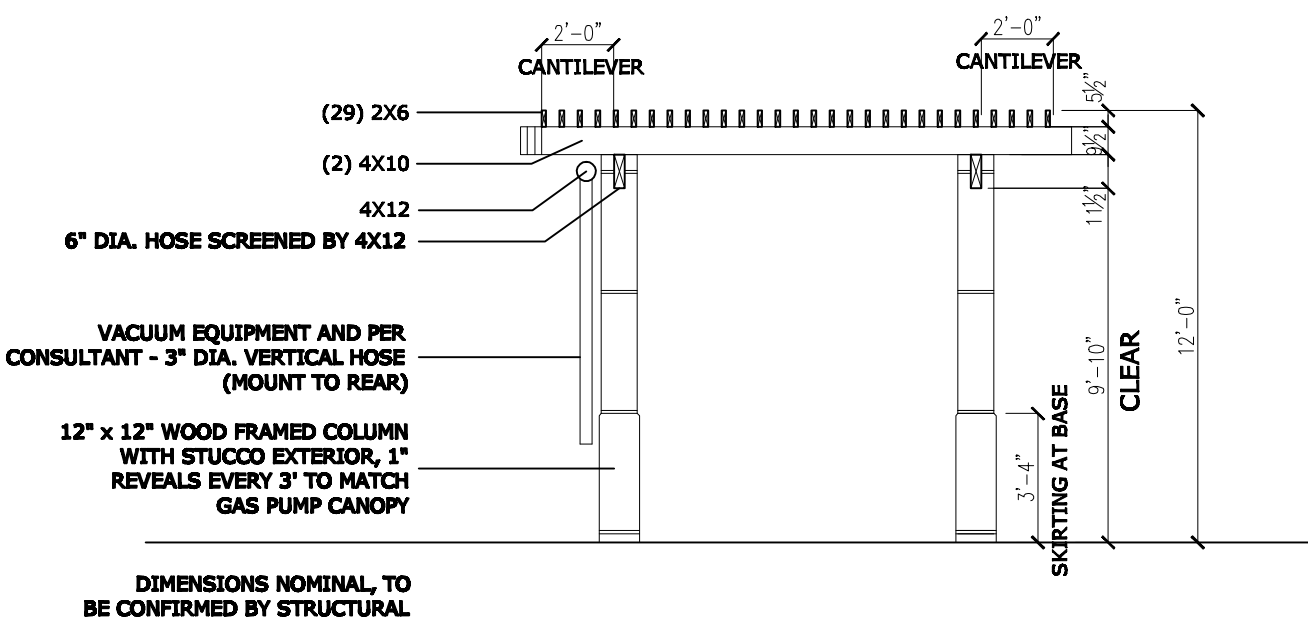 2'-0"
CANTILEVER
2'-0"
CANTILEVER
5½"
(29) 2X6
(2) 4X10
9½"
4X12
11½"
6" DIA. HOSE SCREENED BY 4X12
VACUUM EQUIPMENT AND PER
CONSULTANT - 3" DIA. VERTICAL HOSE
(MOUNT TO REAR)
12" x 12" WOOD FRAMED COLUMN
WITH STUCCO EXTERIOR, 1"
REVEALS EVERY 3' TO MATCH
GAS PUMP CANOPY
3'-4"
SKIRTING AT BASE
9'-10"
CLEAR
12'-0"
DIMENSIONS NOMINAL, TO
BE CONFIRMED BY STRUCTURAL